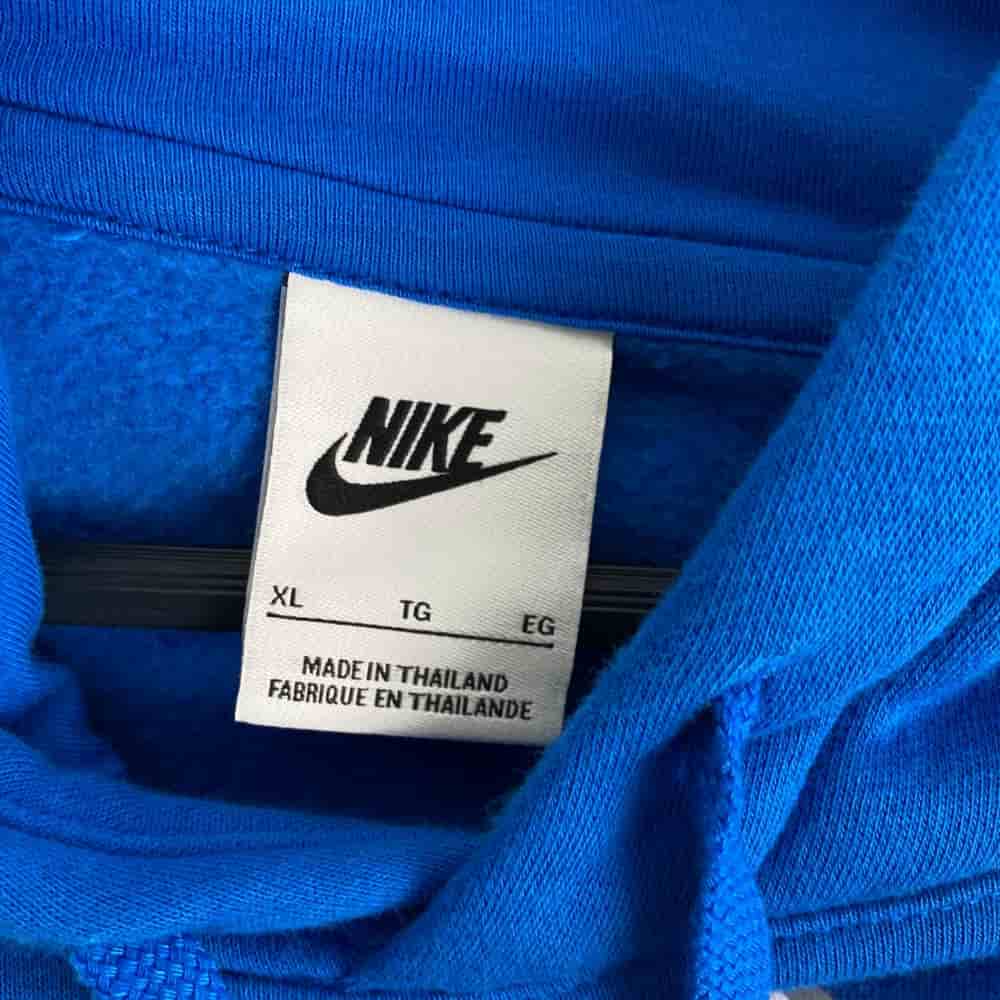 NIKE
XL TG EG
MADE IN THAILAND
FABRIQUE EN THAILANDE